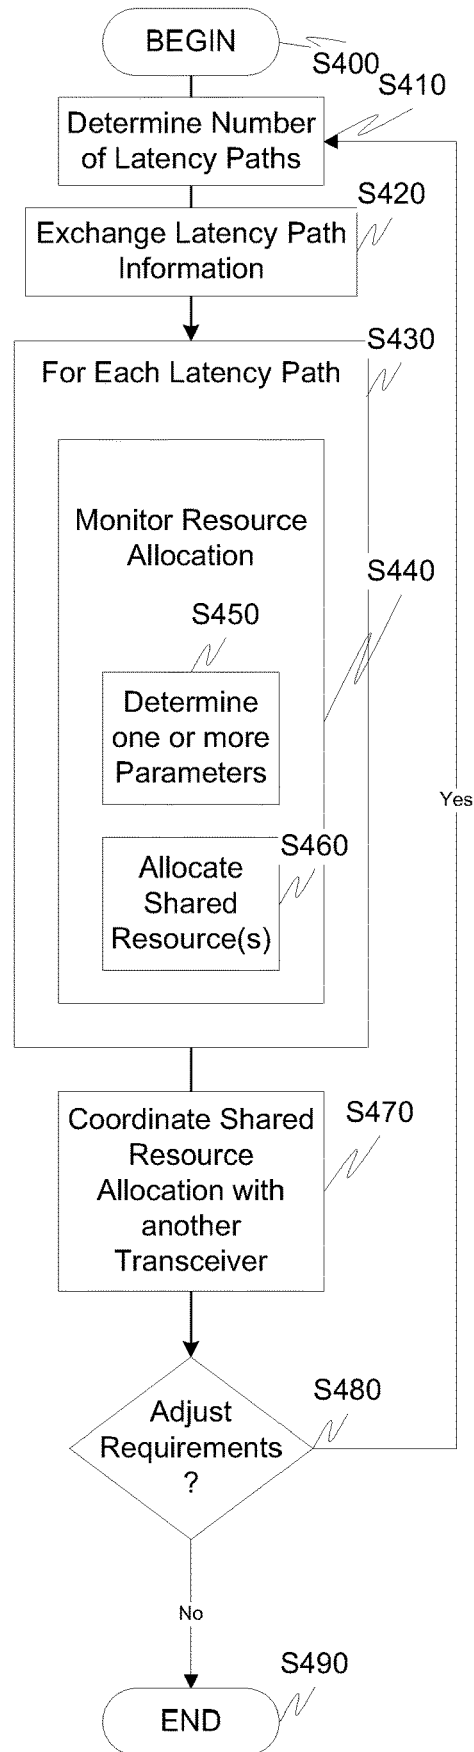 BEGIN
S400
S410
Determine Number
of Latency Paths
S420
Exchange Latency Path
Information
S430
For Each Latency Path
Monitor Resource
Allocation
S440
S450
Determine
one or more
Parameters
Yes
S460
Allocate
Shared
Resource(s)
Coordinate Shared
Resource
Allocation with
another
Transceiver
S470
S480
Adjust
Requirements
?
No
S490
END